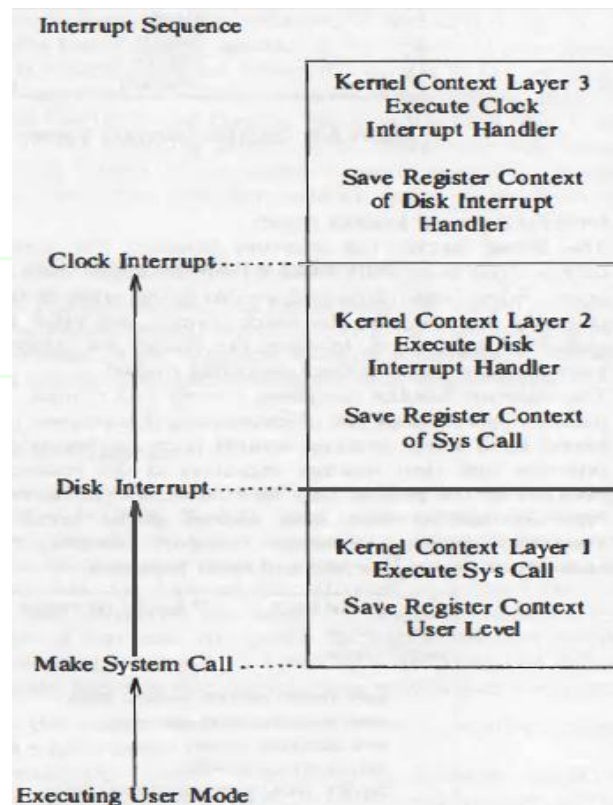 Interrupt Sequence
Kernel Context Layer 3
Execute Clock
Interrupt Handler
Save Register Context
of Disk Interrupt
Handler
Clock Interrupt
Kernel Context Layer 2
Execute Disk
Interrupt Handler
Save Register Context
of Sys Call
Disk Interrupt
Kernel Context Layer 1
Execute Sys Call
Save Register Context
User Level
Make System Call
Executing User Mode